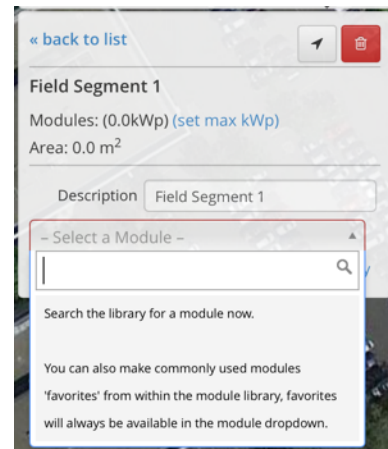 « back to list
Field Segment 1
Modules: (0.0kWp) (set max kWp)
Area: 0.0 m²
Description Field Segment 1
– Select a Module –
Search the library for a module now.
You can also make commonly used modules
'favorites' from within the module library, favorites
will always be available in the module dropdown.